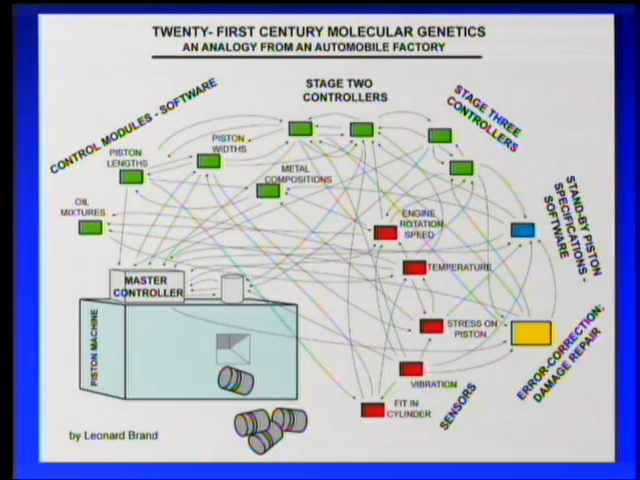 TWENTY- FIRST CENTURY MOLECULAR GENETICS
AN ANALOGY FROM AN AUTOMOBILE FACTORY
CONTROL MODULES - SOFTWARE
STAGE TWO
CONTROLLERS
STAGE THREE
CONTROLLERS
PISTON
LENGTHS
PISTON
WIDTHS
METAL
COMPOSITIONS
OIL
MIXTURES
ENGINE
ROTATION
SPEED
STAND-BY PISTON
SPECIFICATIONS -
SOFTWARE
TEMPERATURE
MASTER
CONTROLLER
PISTON MACHINE
STRESS ON
PISTON
ERROR-CORRECTION;
DAMAGE REPAIR
VIBRATION
SENSORS
FIT IN
CYLINDER
by Leonard Brand